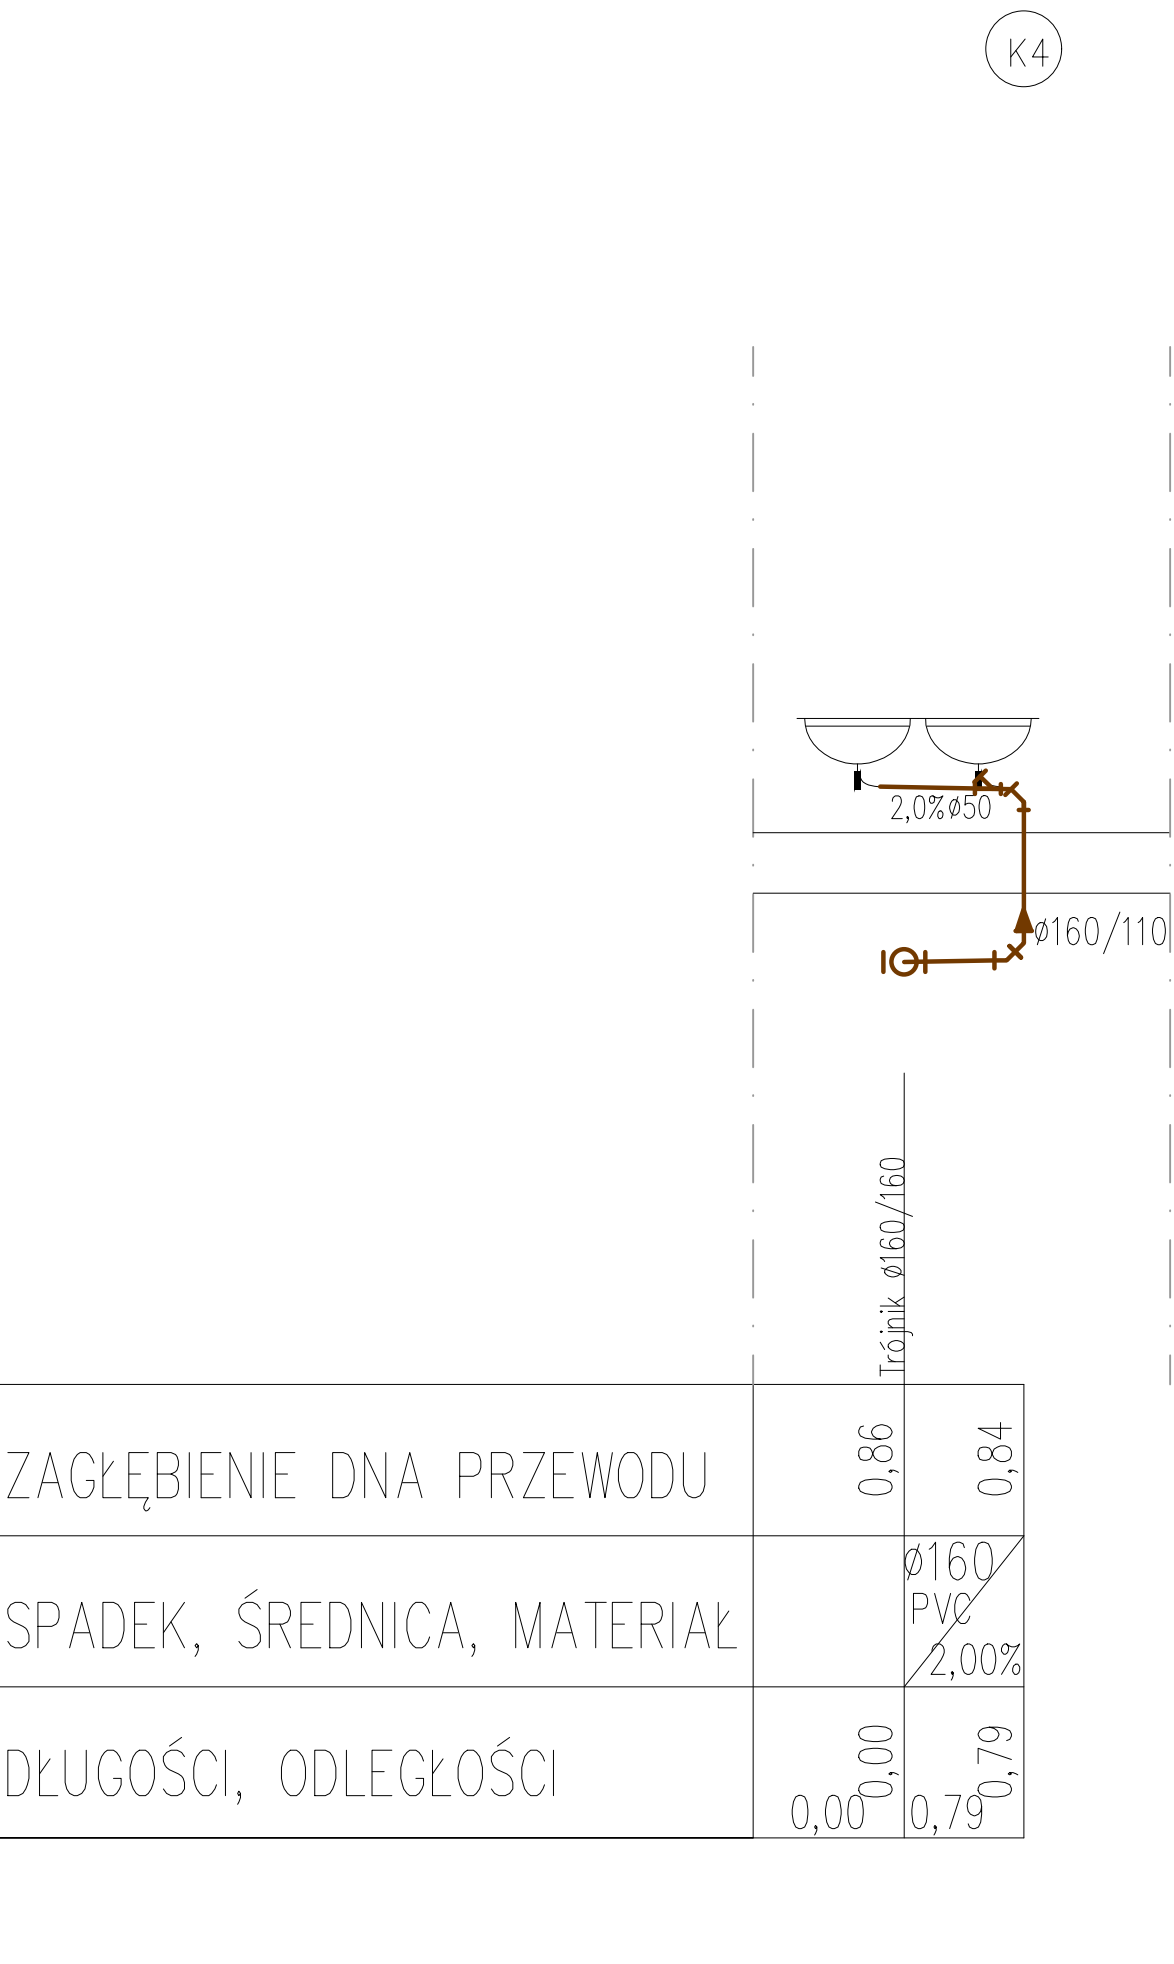 K4
2,0%ø50
ø160/110
Trójnik ø160/160
ZAGŁĘBIENIE DNA PRZEWODU
0,86
0,84
SPADEK, ŚREDNICA, MATERIAŁ
ø160
PVC
2,00%
DŁUGOŚCI, ODLEGŁOŚCI
0,00
0,79
0,00
0,79